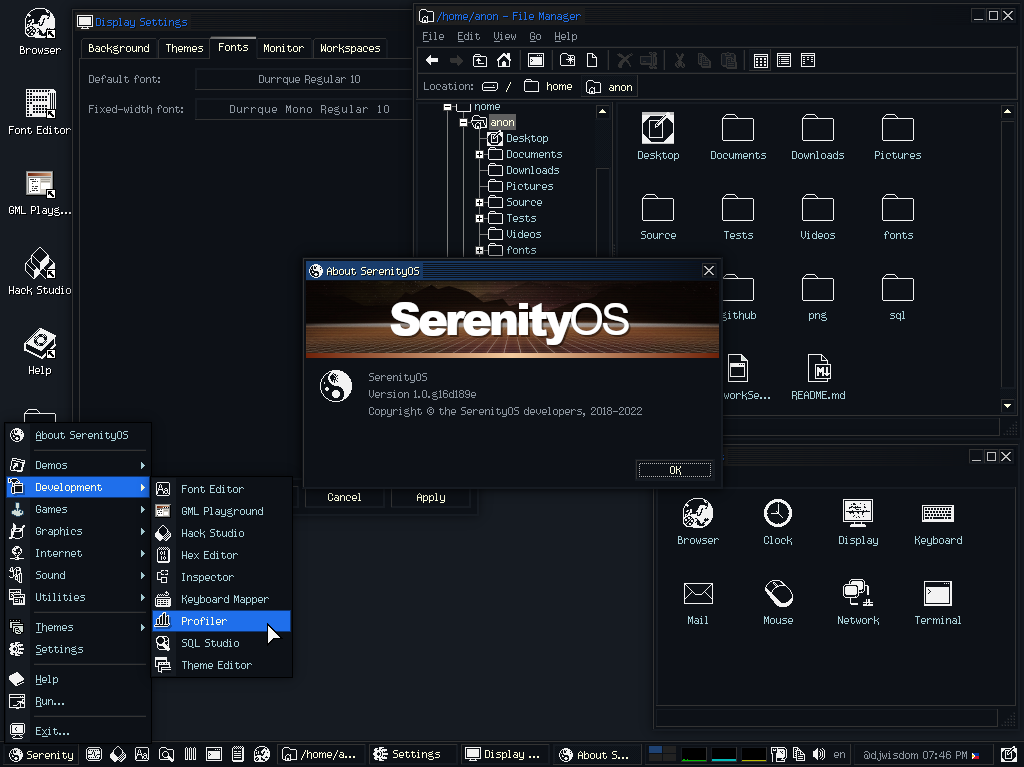 Browser
Font Editor
GML Playg...
Hack Studio
Help
Display Settings
Background Themes Fonts Monitor Workspaces
Default font: Durrque Regular 10
Fixed-width font: Durrque Mono Regular 10
Cancel Apply
/home/anon - File Manager
File Edit View Go Help
Location: / home anon
home
anon
Desktop
Documents
Downloads
Pictures
Source
Tests
Videos
fonts
Desktop Documents Downloads Pictures
Source Tests Videos fonts
github png sql
workSe... README.md
About SerenityOS
SerenityOS
SerenityOS
Version 1.0.g16d189e
Copyright © the SerenityOS developers, 2018-2022
OK
Browser Clock Display Keyboard
Mail Mouse Network Terminal
About SerenityOS
Demos
Development
Games
Graphics
Internet
Sound
Utilities
Themes
Settings
Help
Run...
Exit...
Font Editor
GML Playground
Hack Studio
Hex Editor
Inspector
Keyboard Mapper
Profiler
SQL Studio
Theme Editor
Serenity /home/a... Settings Display ... About S... en @djwisdom 07:46 PM